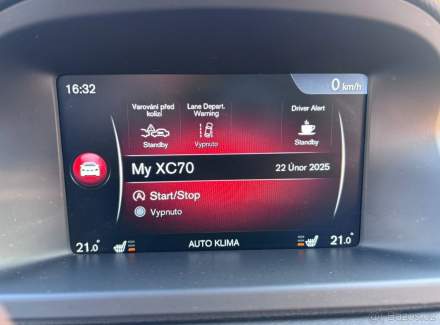 16:32
0 km/h
Varování před
kolizí
Standby
Lane Depart.
Warning
Vypnuto
Driver Alert
Standby
My XC70
22 Únor 2025
Start/Stop
Vypnuto
21.0°
AUTO KLIMA
21.0°